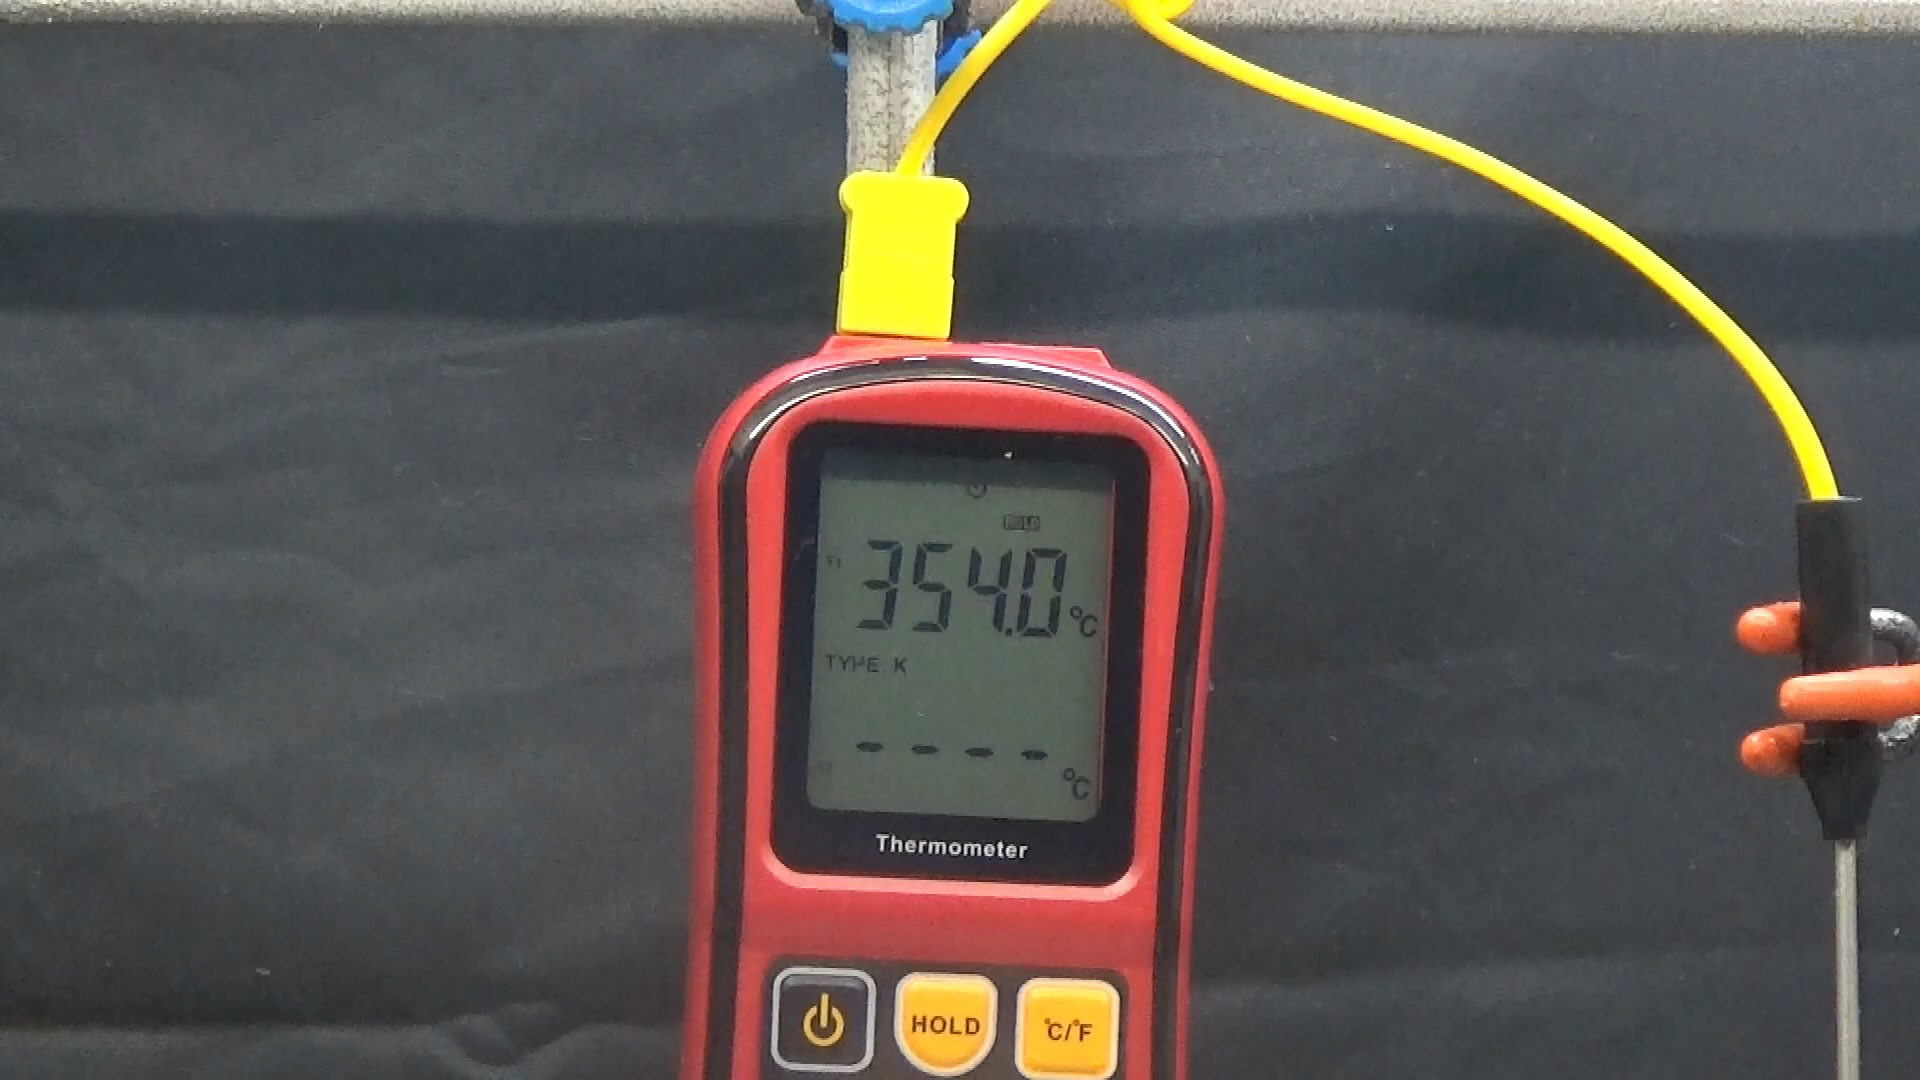 HOLD
T1
354.0 °C
TYPE K
---- °C
Thermometer
HOLD
°C/°F